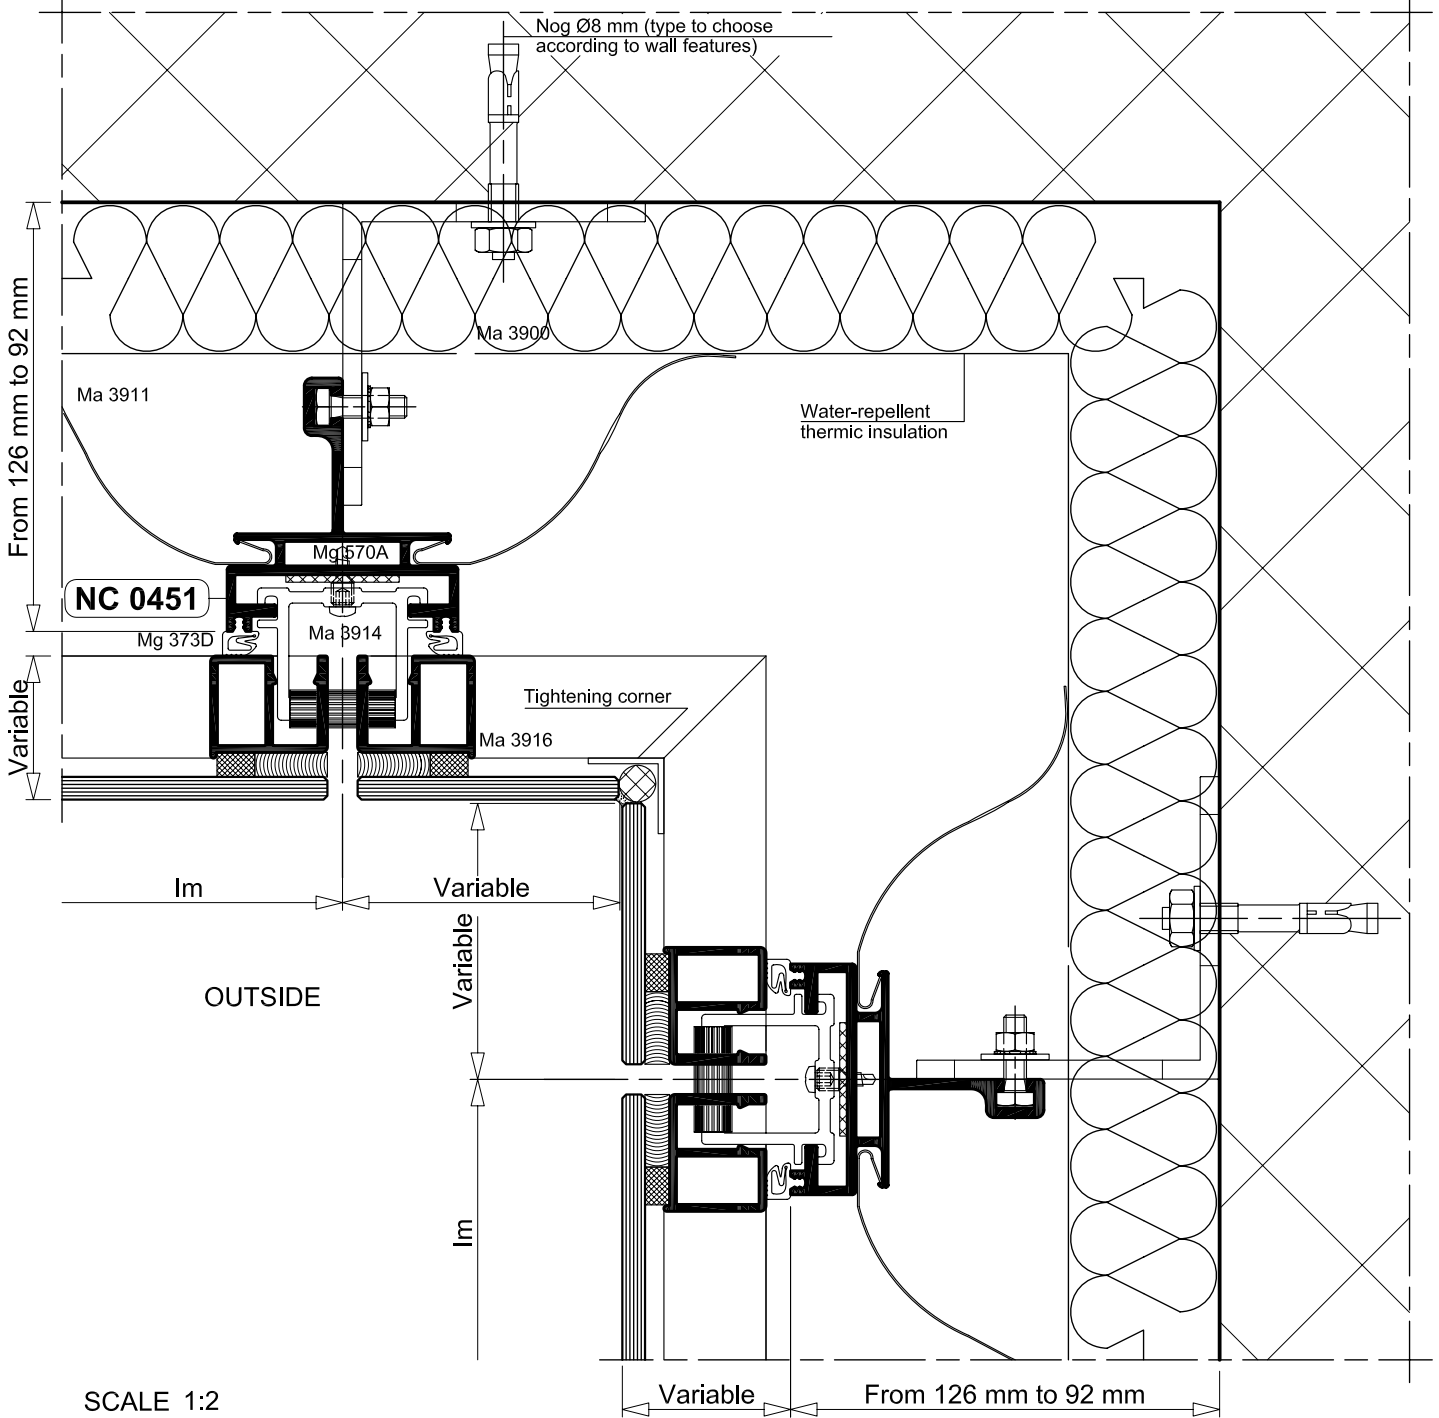 Nog Ø8 mm (type to choose
according to wall features)
From 126 mm to 92 mm
Ma 3900
Ma 3911
Water-repellent
thermic insulation
Mg 570A
NC 0451
Mg 373D
Ma 3914
Variable
Tightening corner
Ma 3916
Im
Variable
Variable
OUTSIDE
Im
SCALE 1:2
Variable
From 126 mm to 92 mm